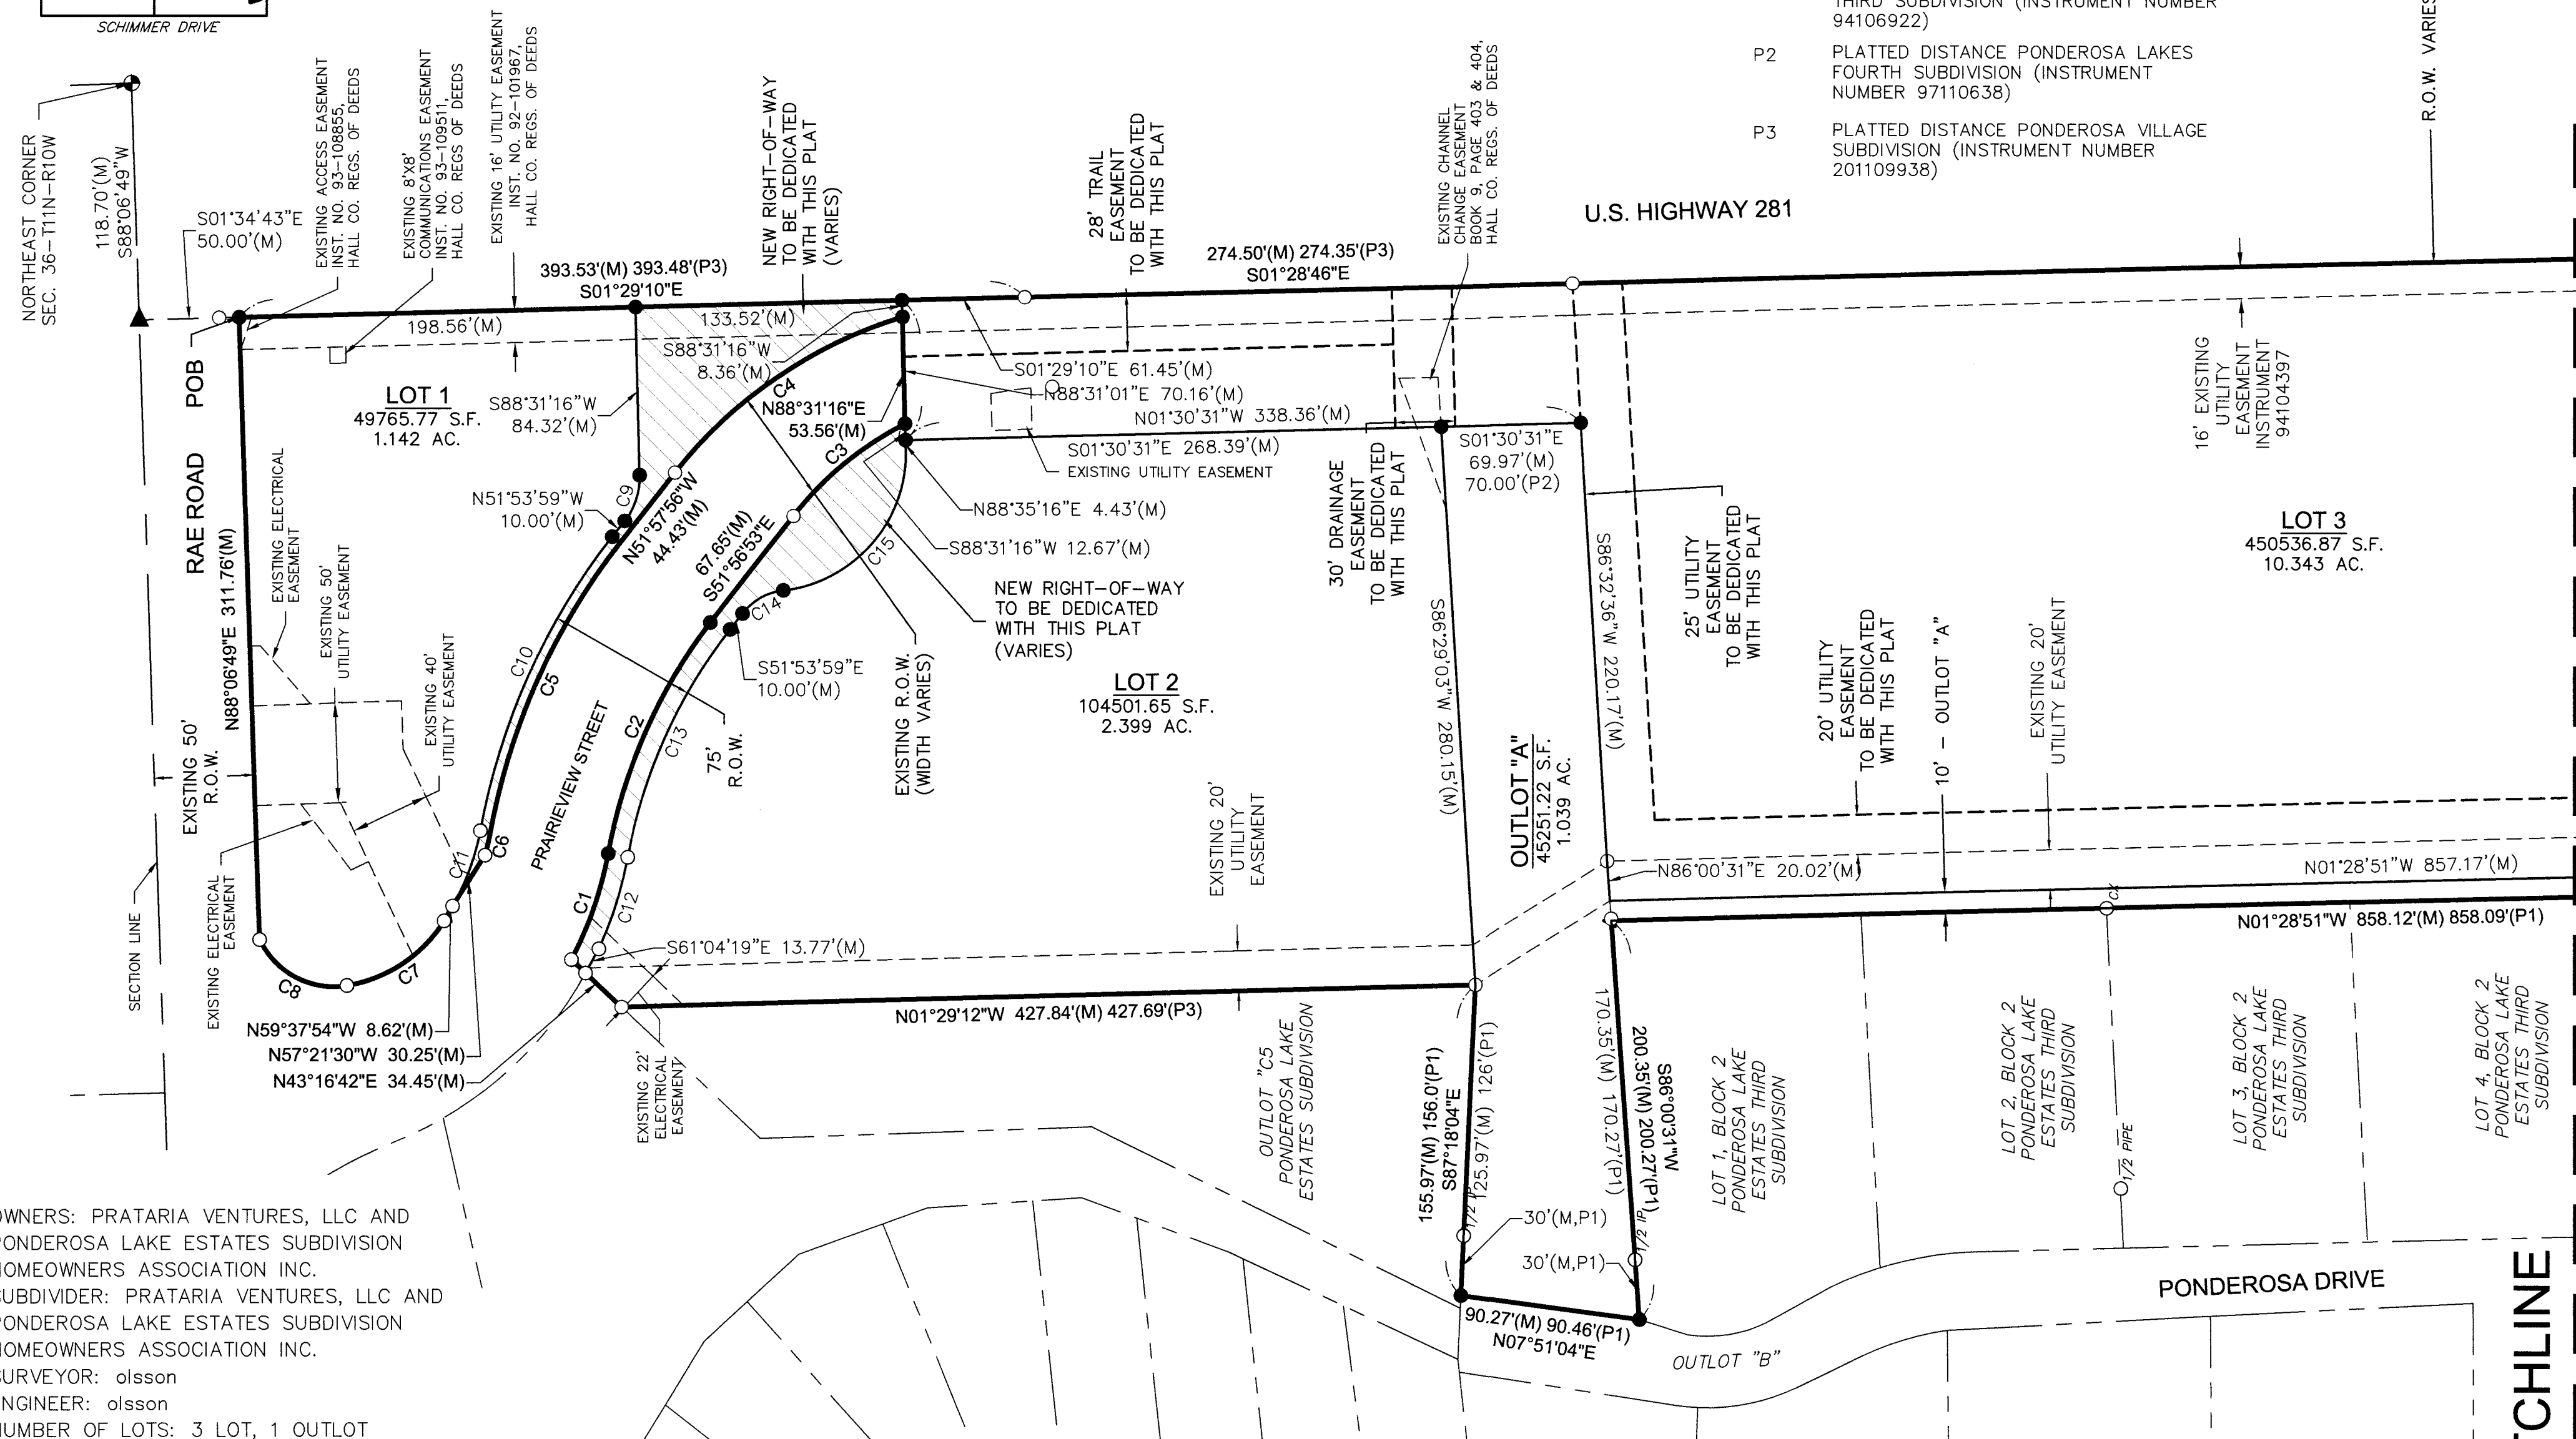 SCHIMMER DRIVE
THIRD SUBDIVISION (INSTRUMENT NUMBER
94106922)
P2 PLATTED DISTANCE PONDEROSA LAKES
FOURTH SUBDIVISION (INSTRUMENT
NUMBER 97110638)
P3 PLATTED DISTANCE PONDEROSA VILLAGE
SUBDIVISION (INSTRUMENT NUMBER
201109938)
R.O.W. VARIES
NORTHEAST CORNER
SEC. 36-T11N-R10W
118.70'(M)
S88°06'49"W
S01°34'43"E
50.00'(M)
EXISTING ACCESS EASEMENT
INST. NO. 93-108855,
HALL CO. REGS. OF DEEDS
EXISTING 8'X8'
COMMUNICATIONS EASEMENT
INST. NO. 93-109511,
HALL CO. REGS OF DEEDS
EXISTING 16' UTILITY EASEMENT
INST. NO. 92-101967,
HALL CO. REGS. OF DEEDS
NEW RIGHT-OF-WAY
TO BE DEDICATED
WITH THIS PLAT
(VARIES)
28' TRAIL
EASEMENT
TO BE DEDICATED
WITH THIS PLAT
EXISTING CHANNEL
CHANGE EASEMENT
BOOK 9, PAGE 403 & 404,
HALL CO. REGS. OF DEEDS
U.S. HIGHWAY 281
393.53'(M) 393.48'(P3)
S01°29'10"E
274.50'(M) 274.35'(P3)
S01°28'46"E
198.56'(M)
133.52'(M)
S88°31'16"W
8.36'(M)
C4
S01°29'10"E 61.45'(M)
N88°31'01"E 70.16'(M)
N88°31'16"E
53.56'(M)
N01°30'31"W 338.36'(M)
S01°30'31"E 268.39'(M)
EXISTING UTILITY EASEMENT
S01°30'31"E
69.97'(M)
70.00'(P2)
16' EXISTING
UTILITY
EASEMENT
INSTRUMENT
94104397
POB
RAE ROAD
LOT 1
49765.77 S.F.
1.142 AC.
S88°31'16"W
84.32'(M)
C9
C3
N51°53'59"W
10.00'(M)
N51°57'56"W
44.43'(M)
67.65'(M)
S51°56'53"E
N88°35'16"E 4.43'(M)
S88°31'16"W 12.67'(M)
C15
C14
NEW RIGHT-OF-WAY
TO BE DEDICATED
WITH THIS PLAT
(VARIES)
S51°53'59"E
10.00'(M)
30' DRAINAGE
EASEMENT
TO BE DEDICATED
WITH THIS PLAT
25' UTILITY
EASEMENT
TO BE DEDICATED
WITH THIS PLAT
LOT 3
450536.87 S.F.
10.343 AC.
N88°06'49"E 311.76'(M)
EXISTING ELECTRICAL
EASEMENT
EXISTING 50'
UTILITY EASEMENT
EXISTING 40'
UTILITY EASEMENT
C10
C5
C2
C13
75'
R.O.W.
PRAIRIEVIEW STREET
EXISTING R.O.W.
(WIDTH VARIES)
LOT 2
104501.65 S.F.
2.399 AC.
S86°29'03"W 280.15'(M)
S86°32'36"W 220.17'(M)
OUTLOT "A"
45251.22 S.F.
1.039 AC.
20' UTILITY
EASEMENT
TO BE DEDICATED
WITH THIS PLAT
10' - OUTLOT "A"
EXISTING 20'
UTILITY EASEMENT
EXISTING 50'
R.O.W.
SECTION LINE
EXISTING ELECTRICAL
EASEMENT
C11
C6
C1
C12
C7
C8
EXISTING 20'
UTILITY
EASEMENT
N86°00'31"E 20.02'(M)
N01°28'51"W 857.17'(M)
CX
N01°28'51"W 858.12'(M) 858.09'(P1)
S61°04'19"E 13.77'(M)
N01°29'12"W 427.84'(M) 427.69'(P3)
N59°37'54"W 8.62'(M)
N57°21'30"W 30.25'(M)
N43°16'42"E 34.45'(M)
EXISTING 22'
ELECTRICAL
EASEMENT
OUTLOT "C5
PONDEROSA LAKE
ESTATES SUBDIVISION
155.97'(M) 156.0'(P1)
S87°18'04"E
125.97'(M) 126'(P1)
170.35'(M) 170.27'(P1)
S86°00'31"W
200.35'(M) 200.27'(P1)
LOT 1, BLOCK 2
PONDEROSA LAKE
ESTATES THIRD
SUBDIVISION
LOT 2, BLOCK 2
PONDEROSA LAKE
ESTATES THIRD
SUBDIVISION
1/2 PIPE
LOT 3, BLOCK 2
PONDEROSA LAKE
ESTATES THIRD
SUBDIVISION
LOT 4, BLOCK 2
PONDEROSA LAKE
ESTATES THIRD
SUBDIVISION
30'(M,P1)
30'(M,P1)
90.27'(M) 90.46'(P1)
N07°51'04"E
OUTLOT "B"
PONDEROSA DRIVE
TCHLINE
OWNERS: PRATARIA VENTURES, LLC AND
PONDEROSA LAKE ESTATES SUBDIVISION
HOMEOWNERS ASSOCIATION INC.
SUBDIVIDER: PRATARIA VENTURES, LLC AND
PONDEROSA LAKE ESTATES SUBDIVISION
HOMEOWNERS ASSOCIATION INC.
SURVEYOR: olsson
ENGINEER: olsson
NUMBER OF LOTS: 3 LOT, 1 OUTLOT